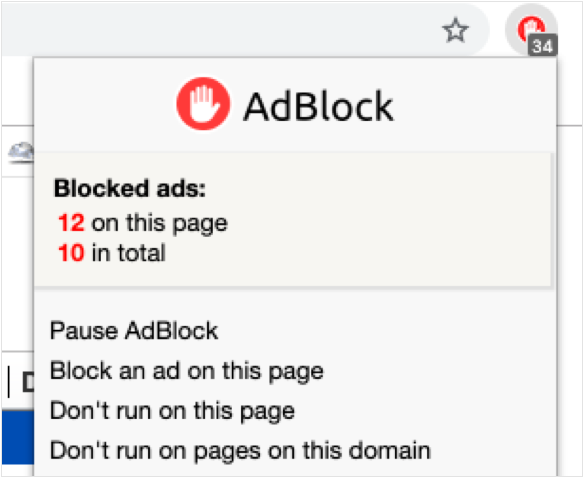 34
AdBlock
Blocked ads:
12 on this page
10 in total
Pause AdBlock
Block an ad on this page
Don't run on this page
Don't run on pages on this domain